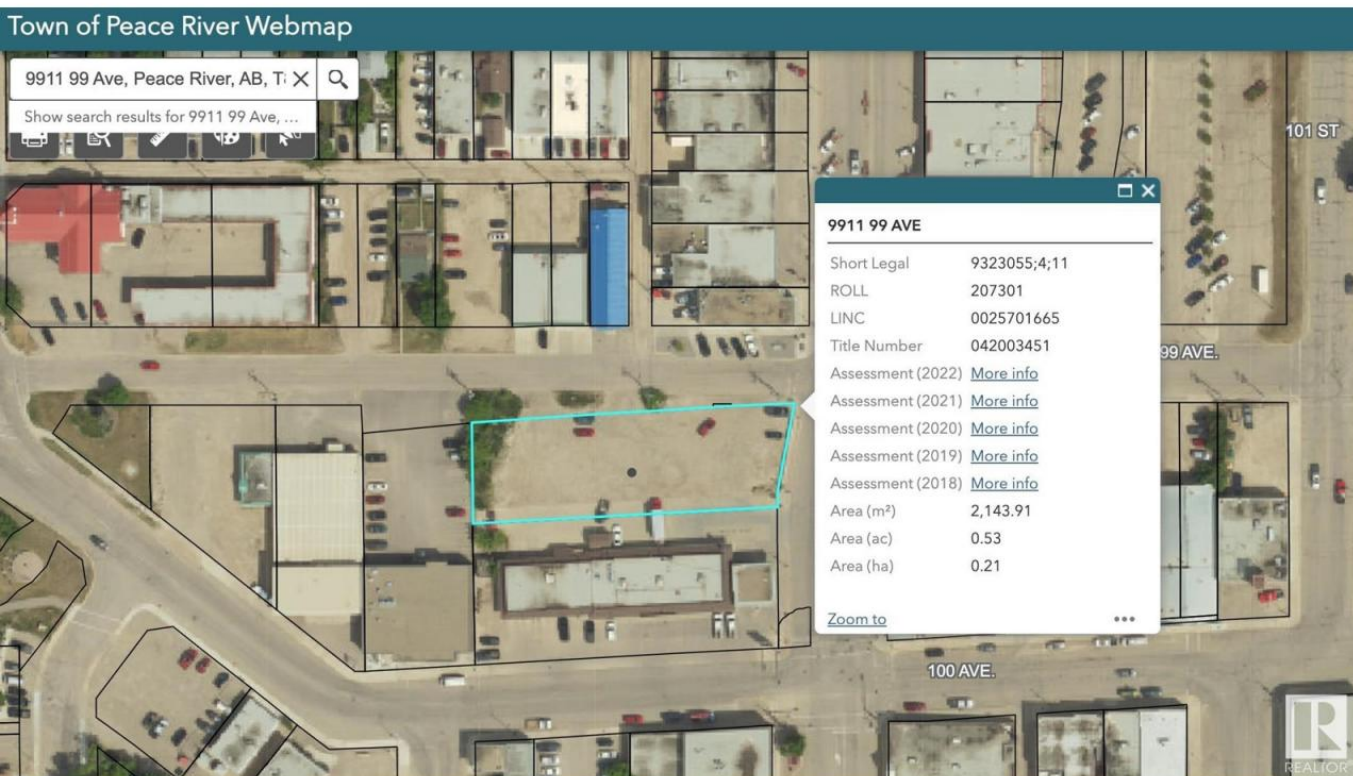 Town of Peace River Webmap
9911 99 Ave, Peace River, AB, T
Show search results for 9911 99 Ave, ...
101 ST
9911 99 AVE
Short Legal 9323055;4;11
ROLL 207301
LINC 0025701665
Title Number 042003451
99 AVE.
Assessment (2022) More info
Assessment (2021) More info
Assessment (2020) More info
Assessment (2019) More info
Assessment (2018) More info
Area (m²) 2,143.91
Area (ac) 0.53
Area (ha) 0.21
Zoom to
100 AVE.
R
REALTOR